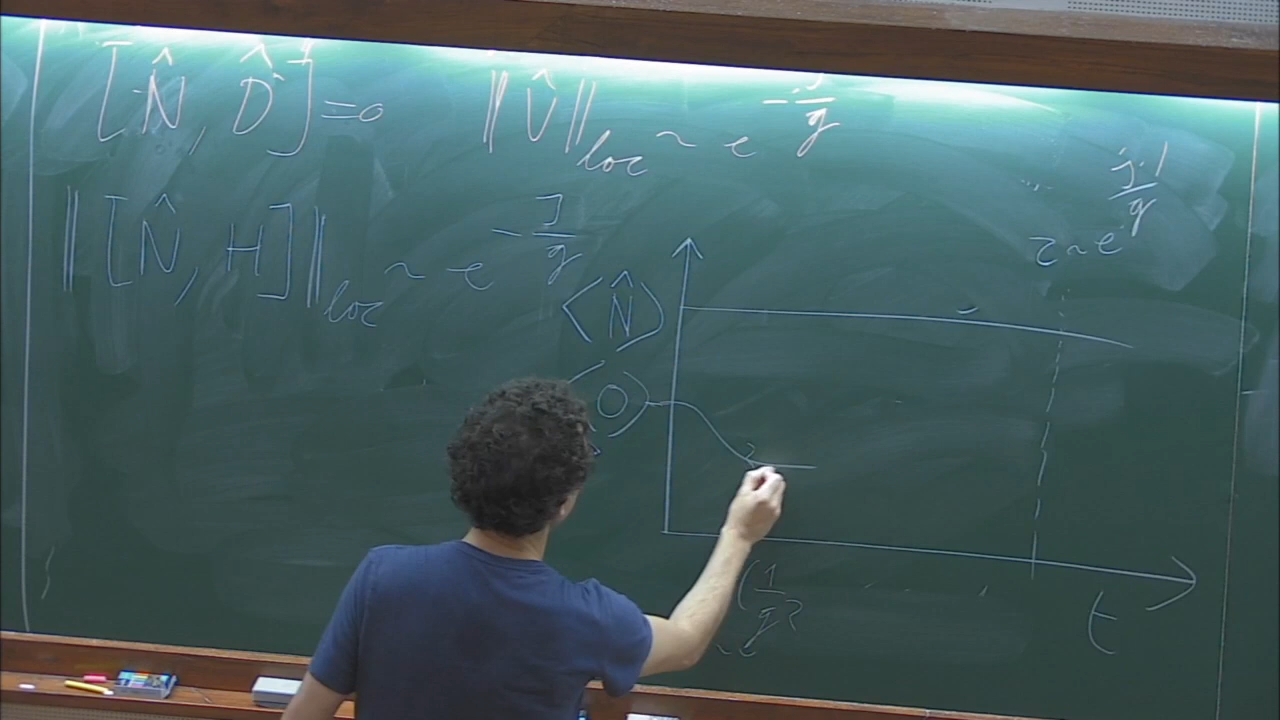 [N̂, D̂] = 0
‖V̂‖loc ~ e^{-J/g}
‖[N̂, H]‖loc ~ e^{-J/g}
τ ~ e^{J/g}
⟨N̂⟩
⟨O⟩
t